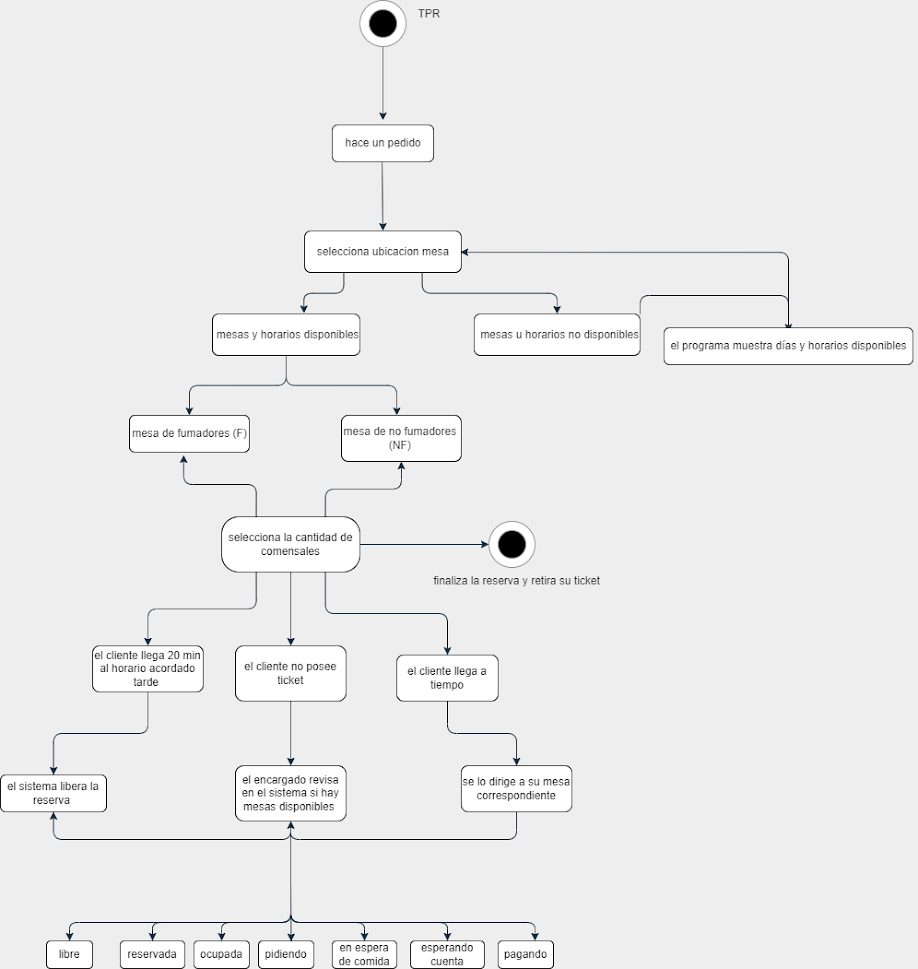 TPR
hace un pedido
selecciona ubicacion mesa
mesas y horarios disponibles
mesas u horarios no disponibles
el programa muestra días y horarios disponibles
mesa de fumadores (F)
mesa de no fumadores
(NF)
selecciona la cantidad de
comensales
finaliza la reserva y retira su ticket
el cliente llega 20 min
al horario acordado
tarde
el cliente no posee
ticket
el cliente llega a
tiempo
el sistema libera la
reserva
el encargado revisa
en el sistema si hay
mesas disponibles
se lo dirige a su mesa
correspondiente
libre
reservada
ocupada
pidiendo
en espera
de comida
esperando
cuenta
pagando